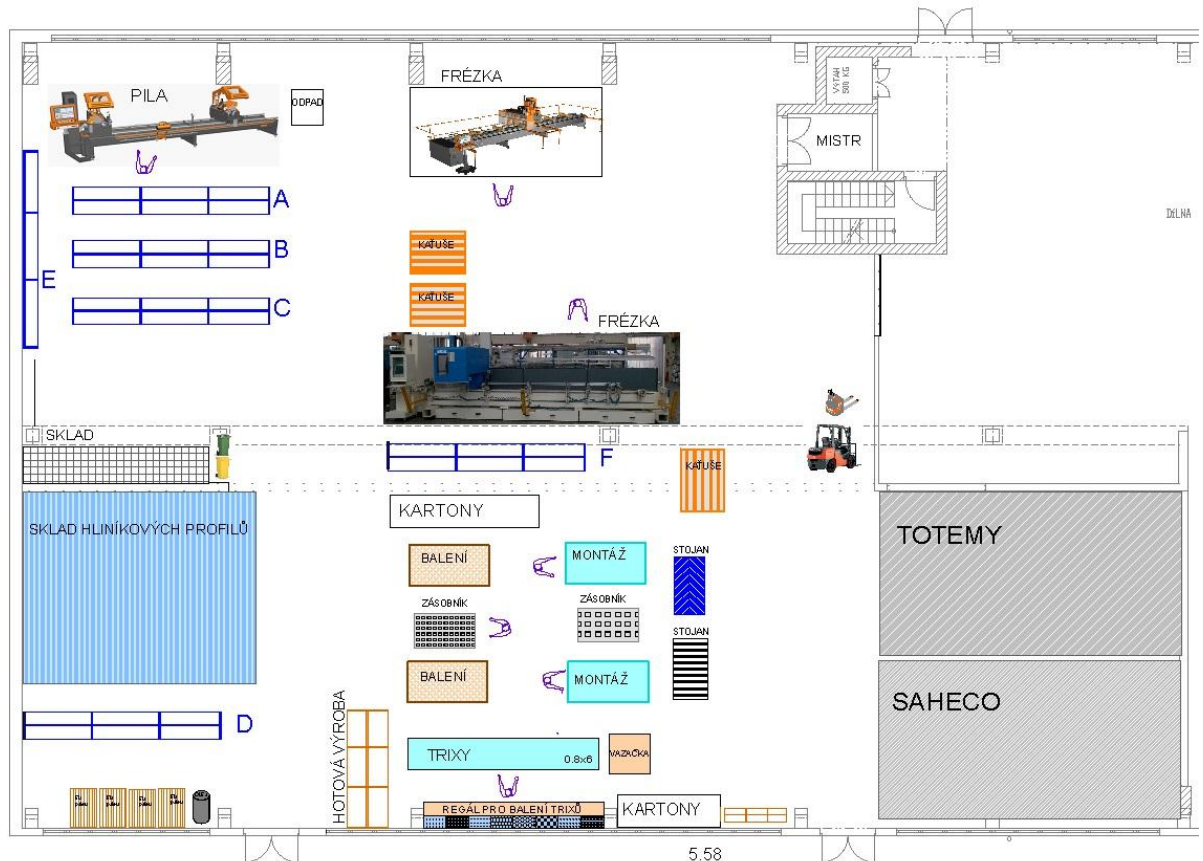 FRÉZKA
PILA
ODPAD
VÝTAH
500 KG
MISTR
A
B
C
E
DÍLNA
KAŤUŠE
KAŤUŠE
FRÉZKA
SKLAD
F
KAŤUŠE
KARTONY
SKLAD HLINÍKOVÝCH PROFILŮ
TOTEMY
BALENÍ
MONTÁŽ
STOJAN
ZÁSOBNÍK
ZÁSOBNÍK
STOJAN
BALENÍ
MONTÁŽ
SAHECO
D
HOTOVÁ VÝROBA
TRIXY
0.8x6
VAZAČKA
REGÁL PRO BALENÍ TRIXŮ
KARTONY
5.58